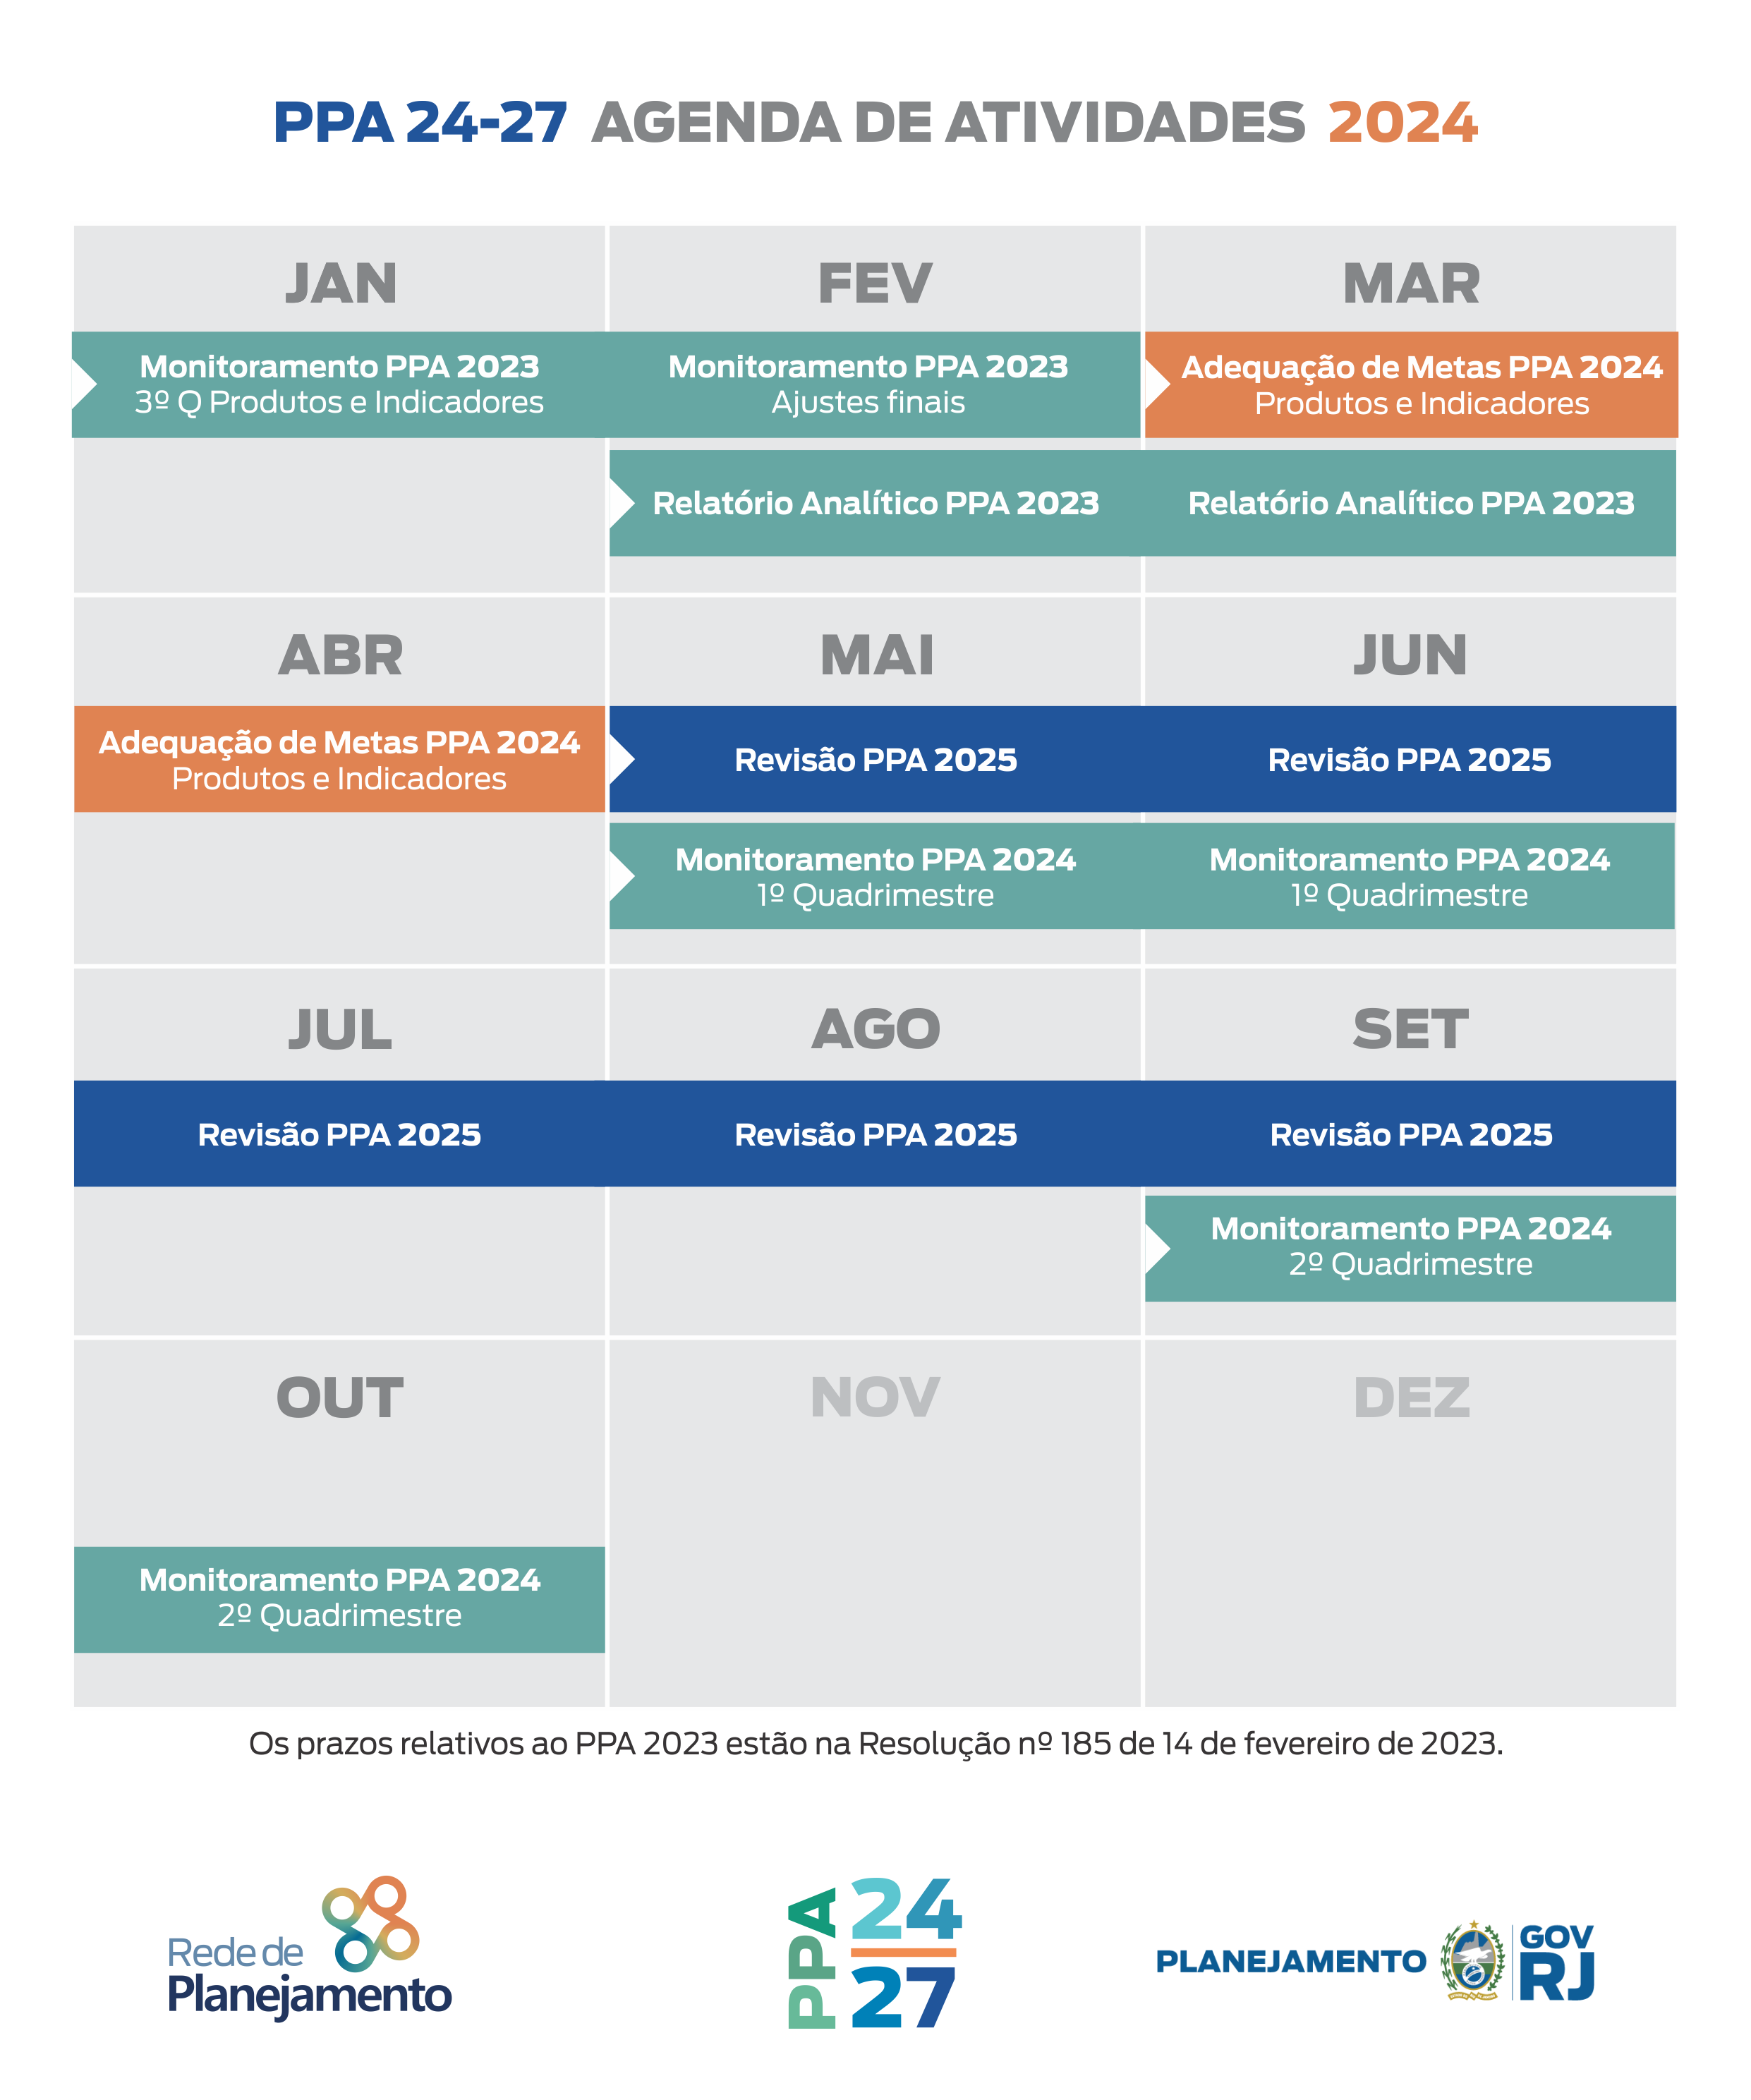 PPA 24-27 AGENDA DE ATIVIDADES 2024
JAN
FEV
MAR
Monitoramento PPA 2023
3º Q Produtos e Indicadores
Monitoramento PPA 2023
Ajustes finais
Adequação de Metas PPA 2024
Produtos e Indicadores
Relatório Analítico PPA 2023
Relatório Analítico PPA 2023
ABR
MAI
JUN
Adequação de Metas PPA 2024
Produtos e Indicadores
Revisão PPA 2025
Revisão PPA 2025
Monitoramento PPA 2024
1º Quadrimestre
Monitoramento PPA 2024
1º Quadrimestre
JUL
AGO
SET
Revisão PPA 2025
Revisão PPA 2025
Revisão PPA 2025
Monitoramento PPA 2024
2º Quadrimestre
OUT
NOV
DEZ
Monitoramento PPA 2024
2º Quadrimestre
Os prazos relativos ao PPA 2023 estão na Resolução nº 185 de 14 de fevereiro de 2023.
Rede de
Planejamento
PPA
24
27
PLANEJAMENTO
GOV
RJ